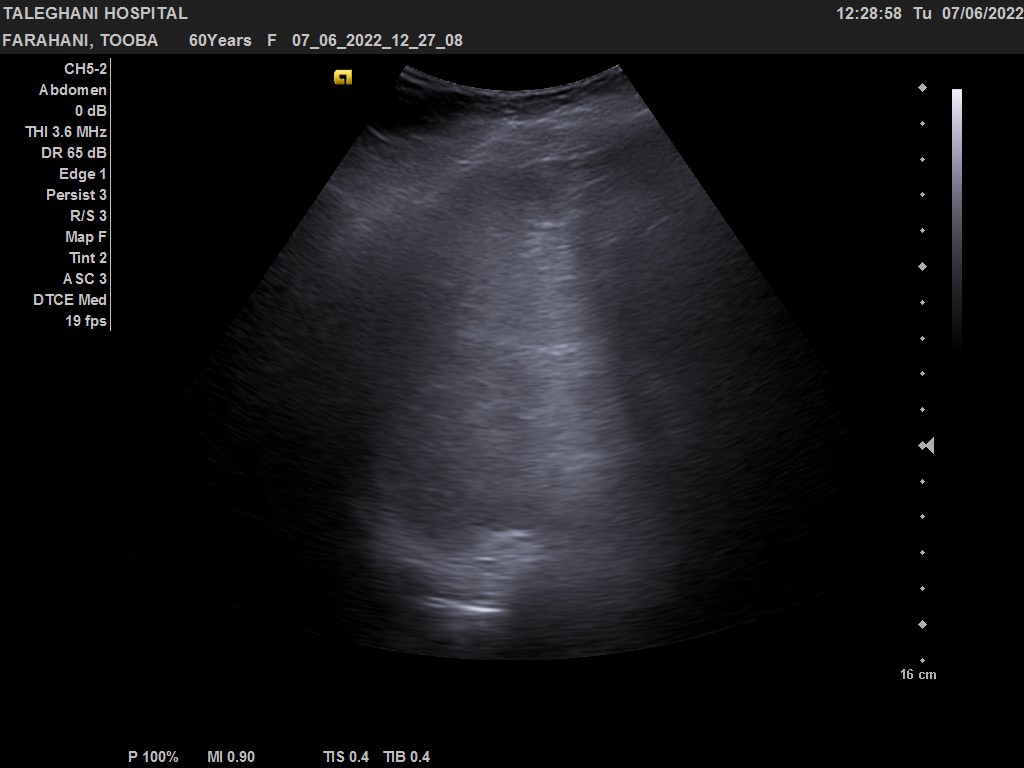 TALEGHANI HOSPITAL 12:28:58 Tu 07/06/2022
FARAHANI, TOOBA 60Years F 07_06_2022_12_27_08
CH5-2
Abdomen
0 dB
THI 3.6 MHz
DR 65 dB
Edge 1
Persist 3
R/S 3
Map F
Tint 2
ASC 3
DTCE Med
19 fps
16 cm
P 100% MI 0.90 TIS 0.4 TIB 0.4